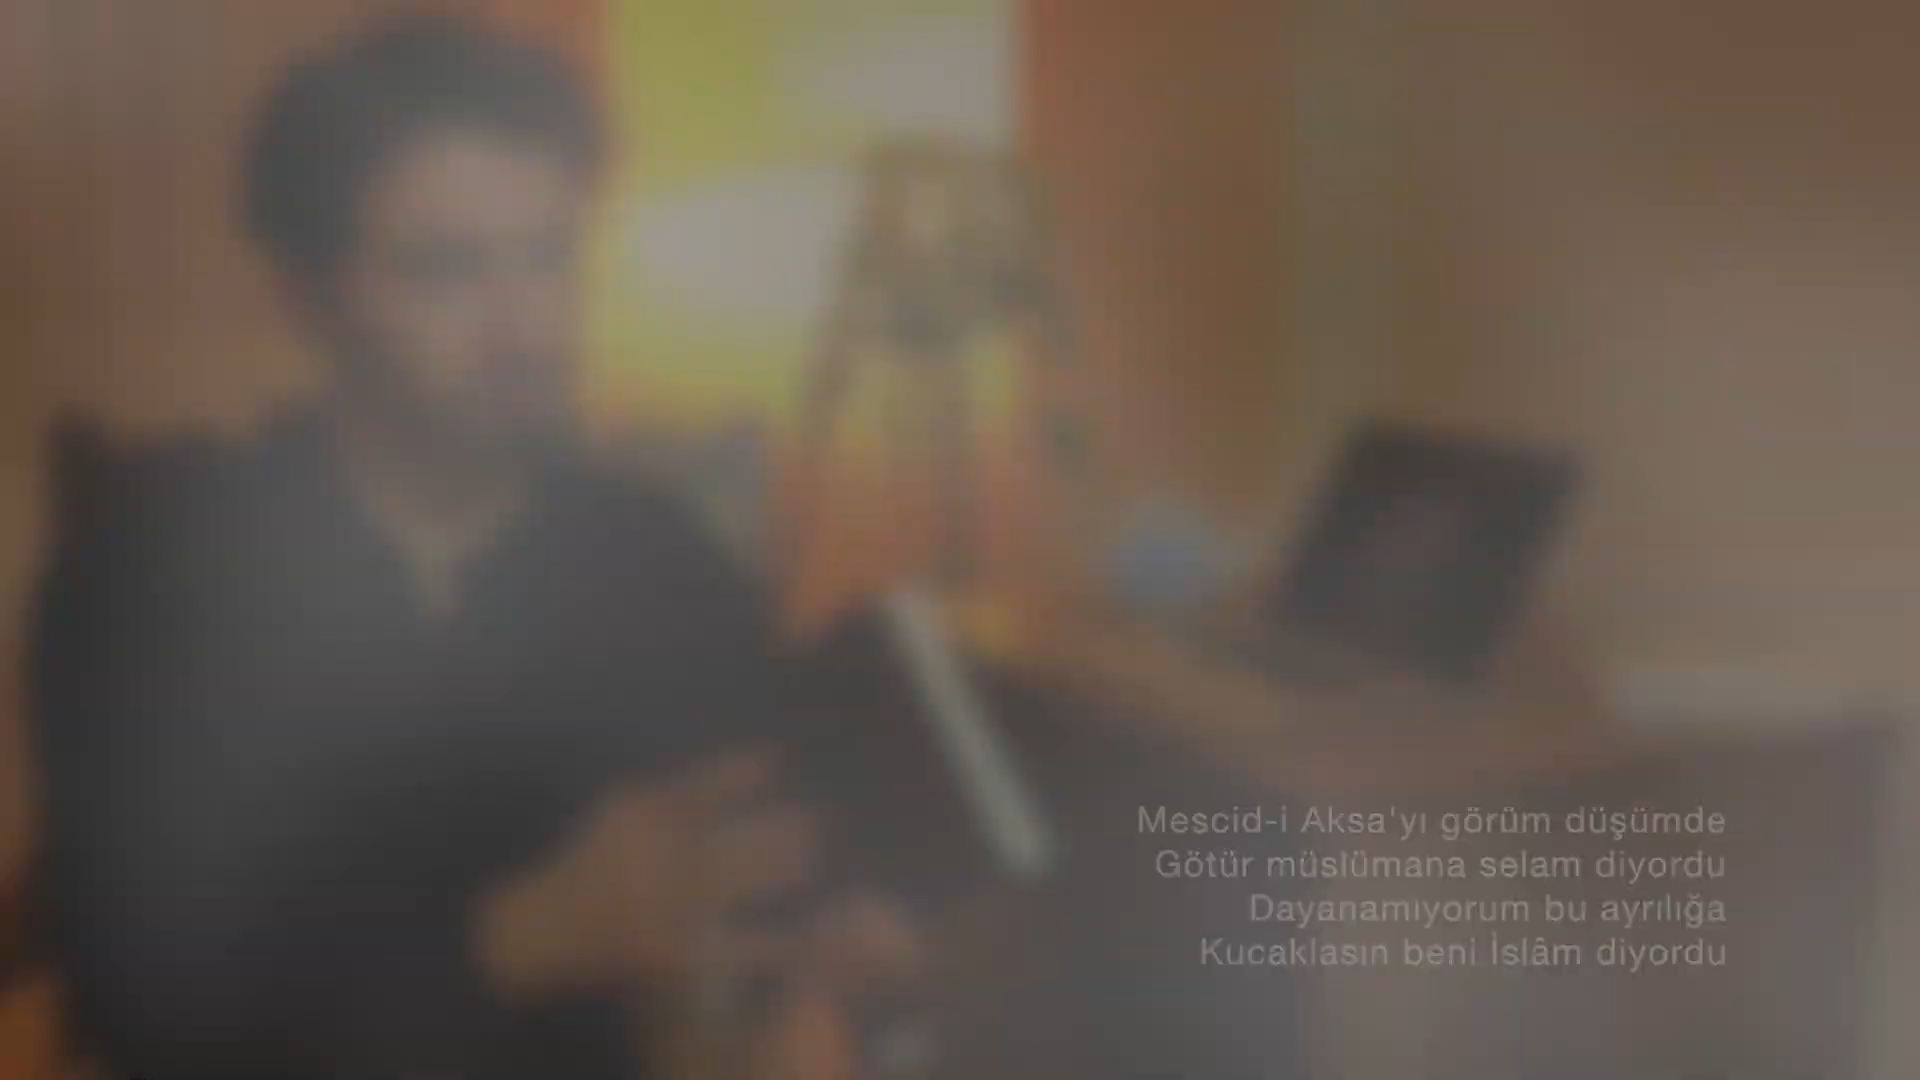 Mescid-i Aksa'yı görüm düşümde
Götür müslümana selam diyordu
Dayanamıyorum bu ayrılığa
Kucaklasın beni İslâm diyordu